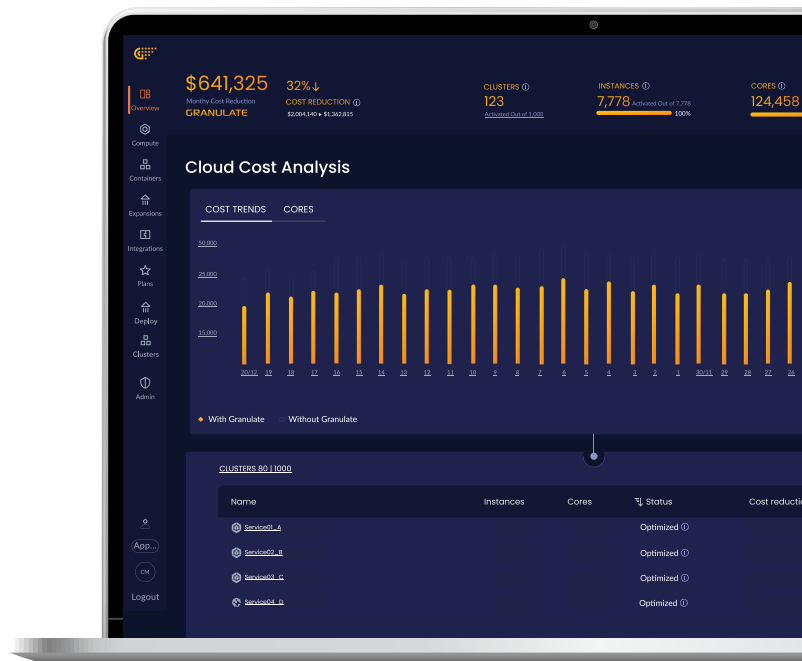 $641,325
Monthy Cost Reduction
GRANULATE
32%↓
COST REDUCTION
$2,004,140 ▸ $1,362,815
CLUSTERS
123
Activated Out of 1,000
INSTANCES
7,778 Activated Out of 7,778
100%
CORES
124,458
Overview
Compute
Containers
Expansions
Integrations
Plans
Deploy
Clusters
Admin
App...
CM
Logout
Cloud Cost Analysis
COST TRENDS CORES
30,000
25,000
20,000
15,000
20/12 19 18 17 16 15 14 13 12 11 10 9 8 7 6 5 4 3 2 1 30/11 29 28 27 26
With Granulate Without Granulate
CLUSTERS 80 | 1000
Name Instances Cores Status Cost reductio
Service01_A Optimized
Service02_B Optimized
Service03_C Optimized
Service04_D Optimized